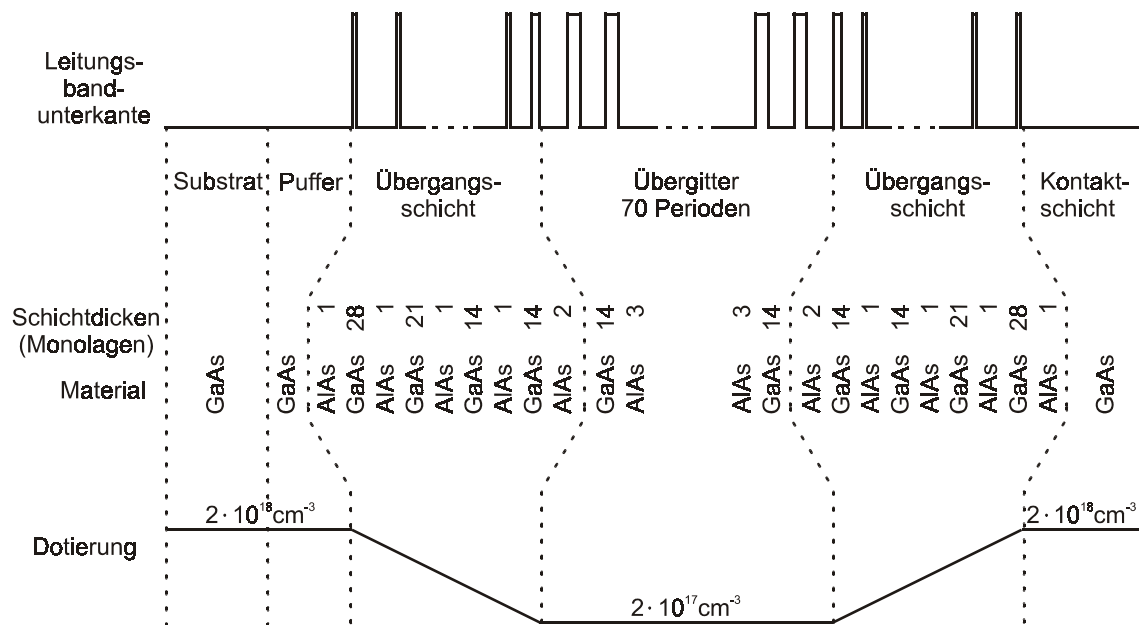 Leitungs-
band-
unterkante
Substrat
Puffer
Übergangs-
schicht
Übergitter
70 Perioden
Übergangs-
schicht
Kontakt-
schicht
Schichtdicken
(Monolagen)
1
28
1
21
1
14
1
14
2
14
3
3
14
2
14
1
14
1
21
1
28
1
Material
GaAs
GaAs
AlAs
GaAs
AlAs
GaAs
AlAs
GaAs
AlAs
GaAs
AlAs
GaAs
AlAs
AlAs
GaAs
AlAs
GaAs
AlAs
GaAs
AlAs
GaAs
AlAs
GaAs
AlAs
GaAs
2 · 10¹⁸cm⁻³
2 · 10¹⁸cm⁻³
Dotierung
2 · 10¹⁷cm⁻³